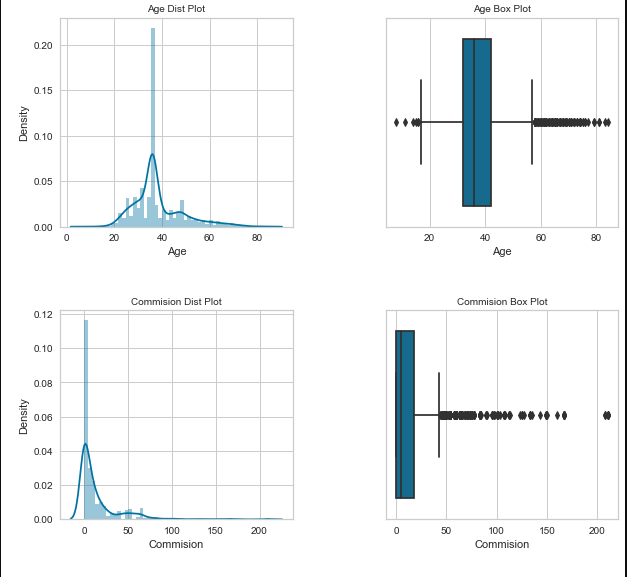 Age Dist Plot
Age Box Plot
0.20
0.15
0.10
0.05
0.00
Density
0 20 40 60 80
Age
20 40 60 80
Age
Commision Dist Plot
Commision Box Plot
0.12
0.10
0.08
0.06
0.04
0.02
0.00
Density
0 50 100 150 200
Commision
0 50 100 150 200
Commision